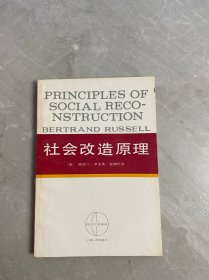 PRINCIPLES OF
SOCIAL RECO-
NSTRUCTION
BERTRAND RUSSELL
社会改造原理